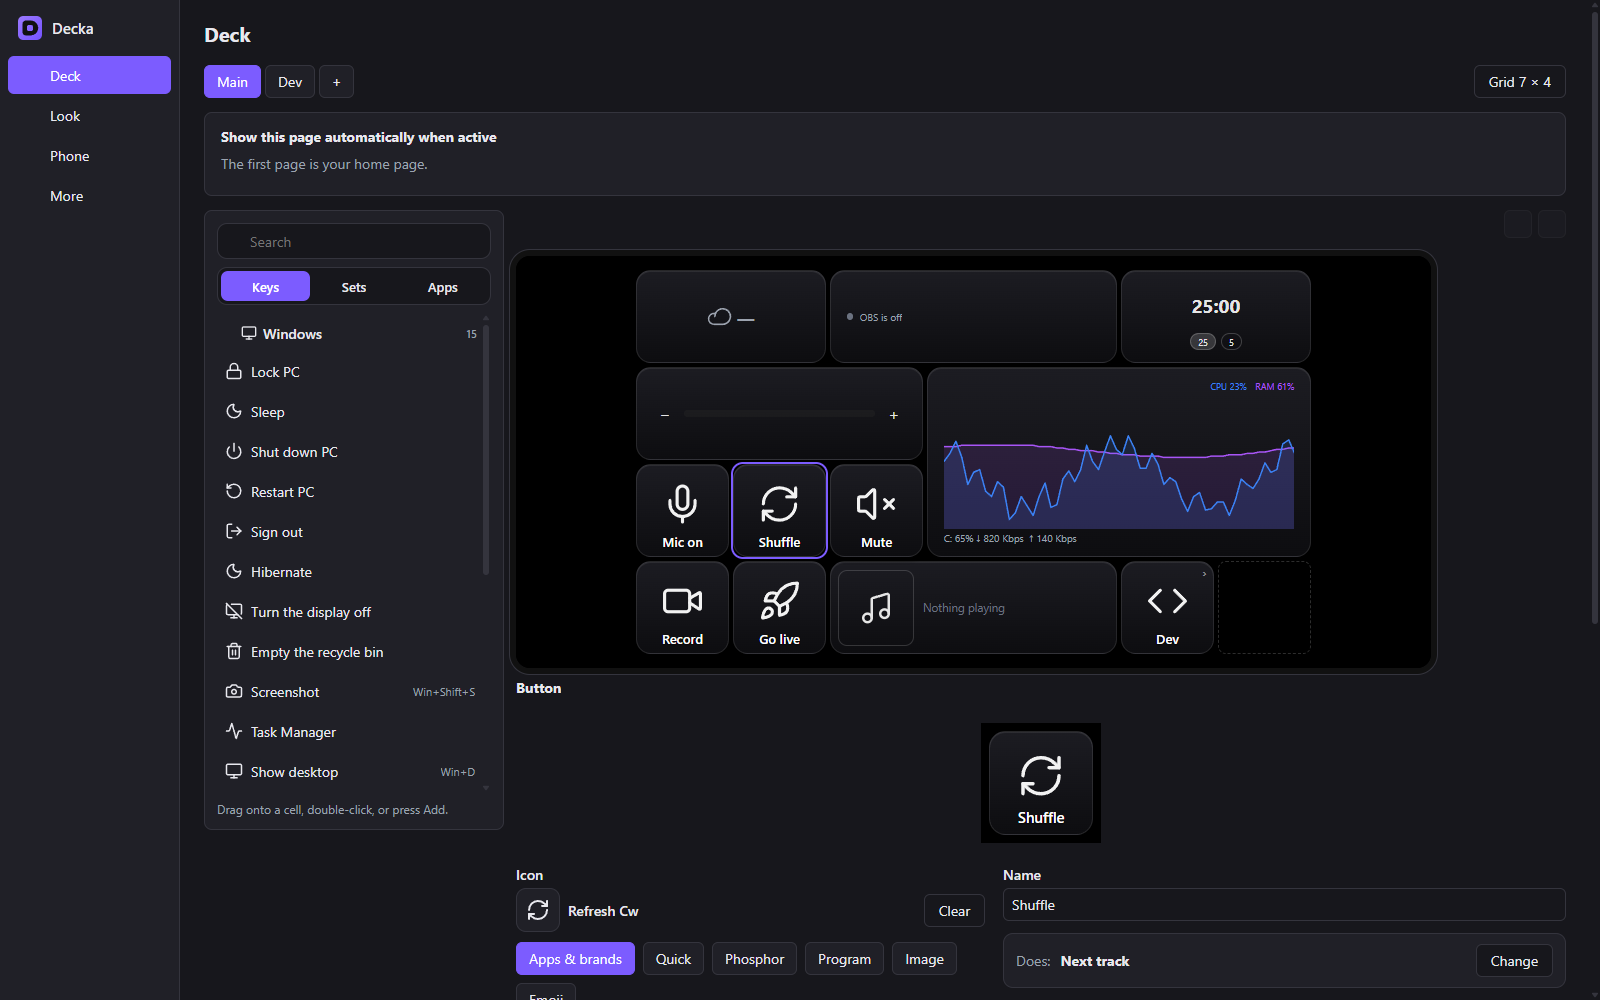 Decka
Deck
Look
Phone
More
Deck
Main
Dev
+
Grid 7 × 4
Show this page automatically when active
The first page is your home page.
Search
Keys
Sets
Apps
Windows
15
Lock PC
Sleep
Shut down PC
Restart PC
Sign out
Hibernate
Turn the display off
Empty the recycle bin
Screenshot
Win+Shift+S
Task Manager
Show desktop
Win+D
Drag onto a cell, double-click, or press Add.
—
OBS is off
25:00
25
5
−
+
CPU 23% RAM 61%
C: 65% ↓ 820 Kbps ↑ 140 Kbps
Mic on
Shuffle
Mute
Record
Go live
Nothing playing
Dev
›
Button
Shuffle
Icon
Refresh Cw
Clear
Apps & brands
Quick
Phosphor
Program
Image
Emoji
Name
Shuffle
Does: Next track
Change